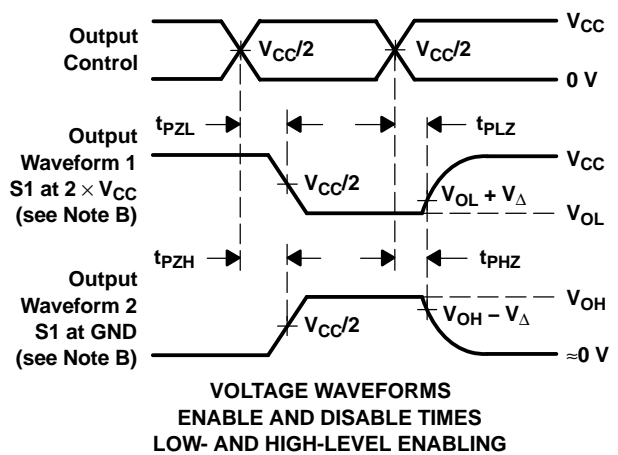 Output
Control
V_CC/2
V_CC/2
V_CC
0 V
t_PZL
t_PLZ
Output
Waveform 1
S1 at 2 × V_CC
(see Note B)
V_CC/2
V_CC
V_OL + V_Δ
V_OL
t_PZH
t_PHZ
Output
Waveform 2
S1 at GND
(see Note B)
V_CC/2
V_OH
V_OH – V_Δ
≈0 V
VOLTAGE WAVEFORMS
ENABLE AND DISABLE TIMES
LOW- AND HIGH-LEVEL ENABLING